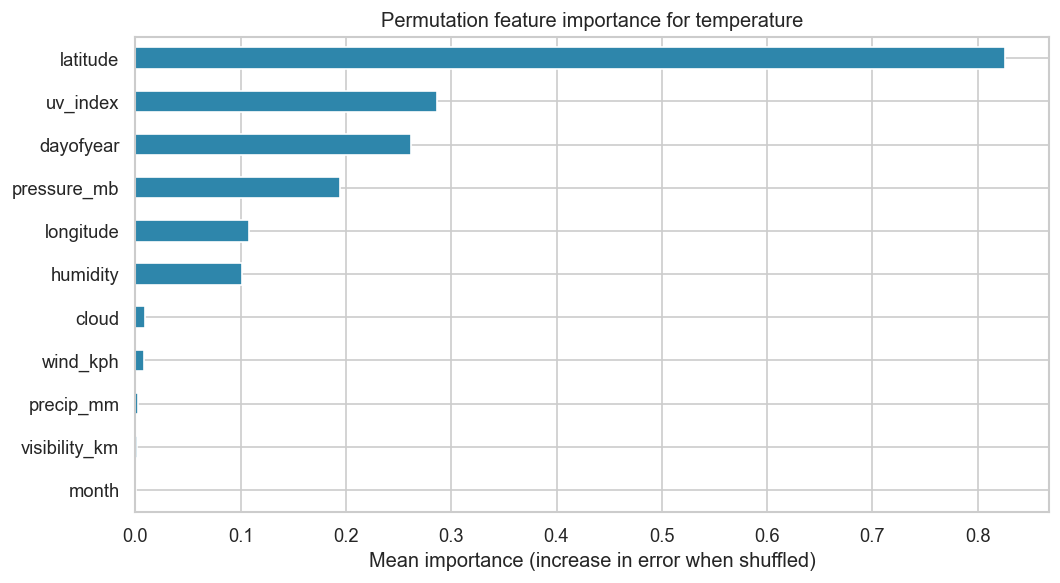 Permutation feature importance for temperature
latitude
uv_index
dayofyear
pressure_mb
longitude
humidity
cloud
wind_kph
precip_mm
visibility_km
month
0.0 0.1 0.2 0.3 0.4 0.5 0.6 0.7 0.8
Mean importance (increase in error when shuffled)